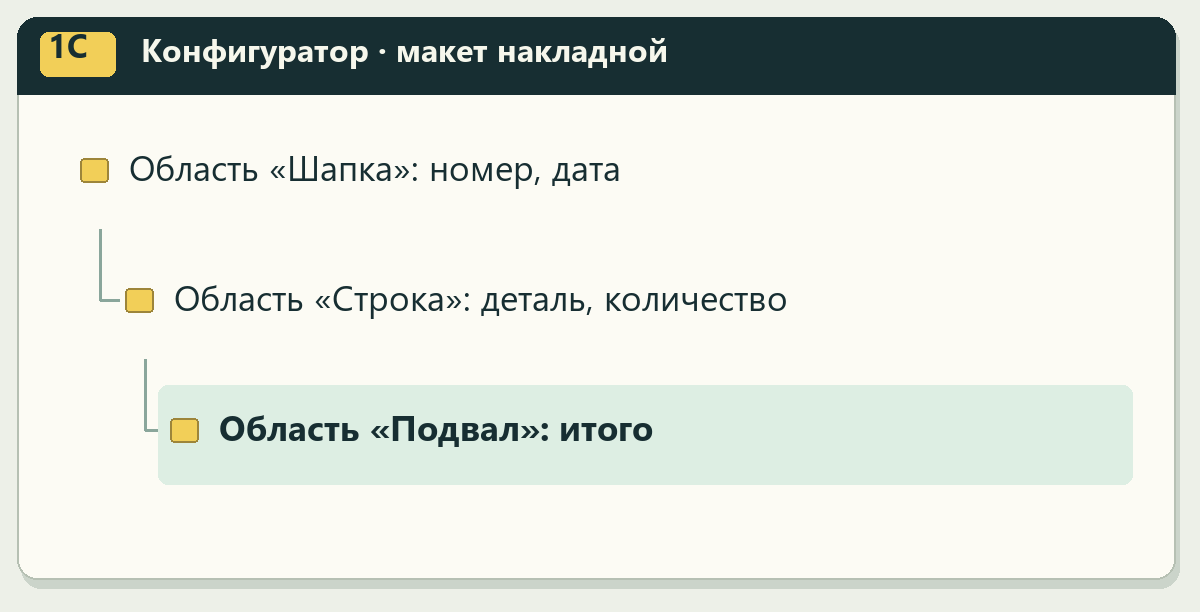 1С
Конфигуратор · макет накладной
Область «Шапка»: номер, дата
Область «Строка»: деталь, количество
Область «Подвал»: итого